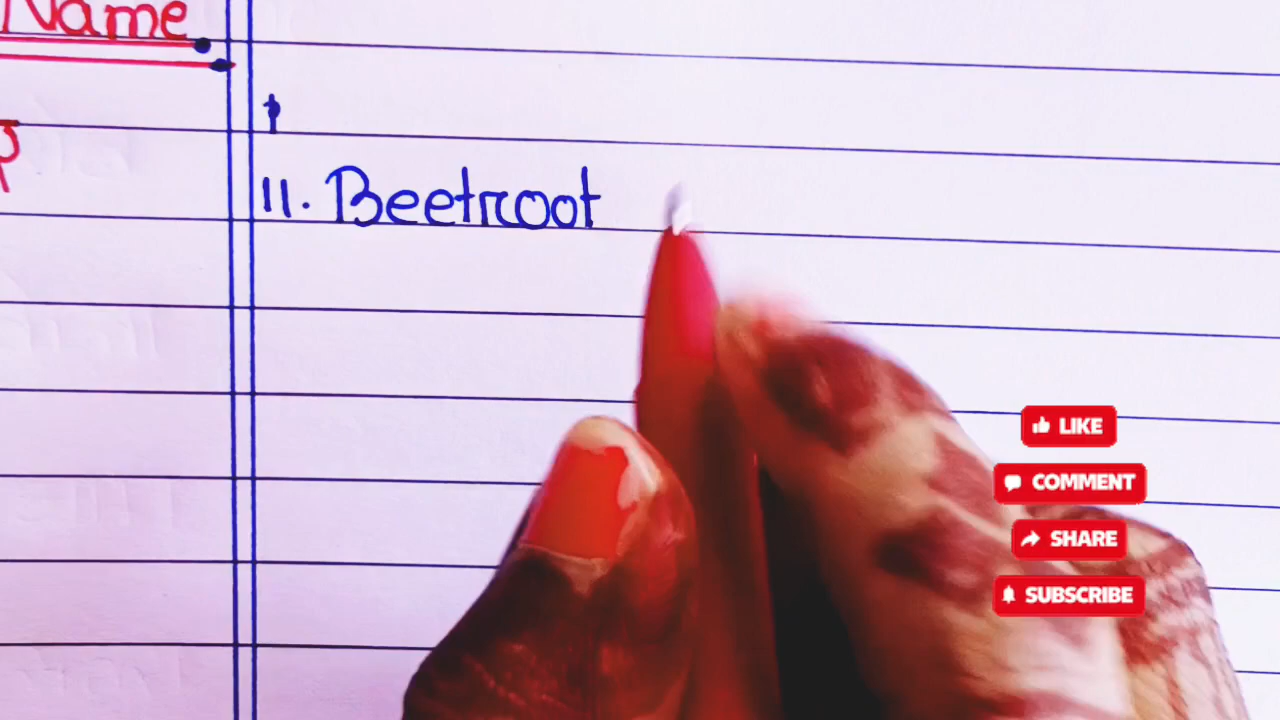 Name
11. Beetroot
LIKE
COMMENT
SHARE
SUBSCRIBE